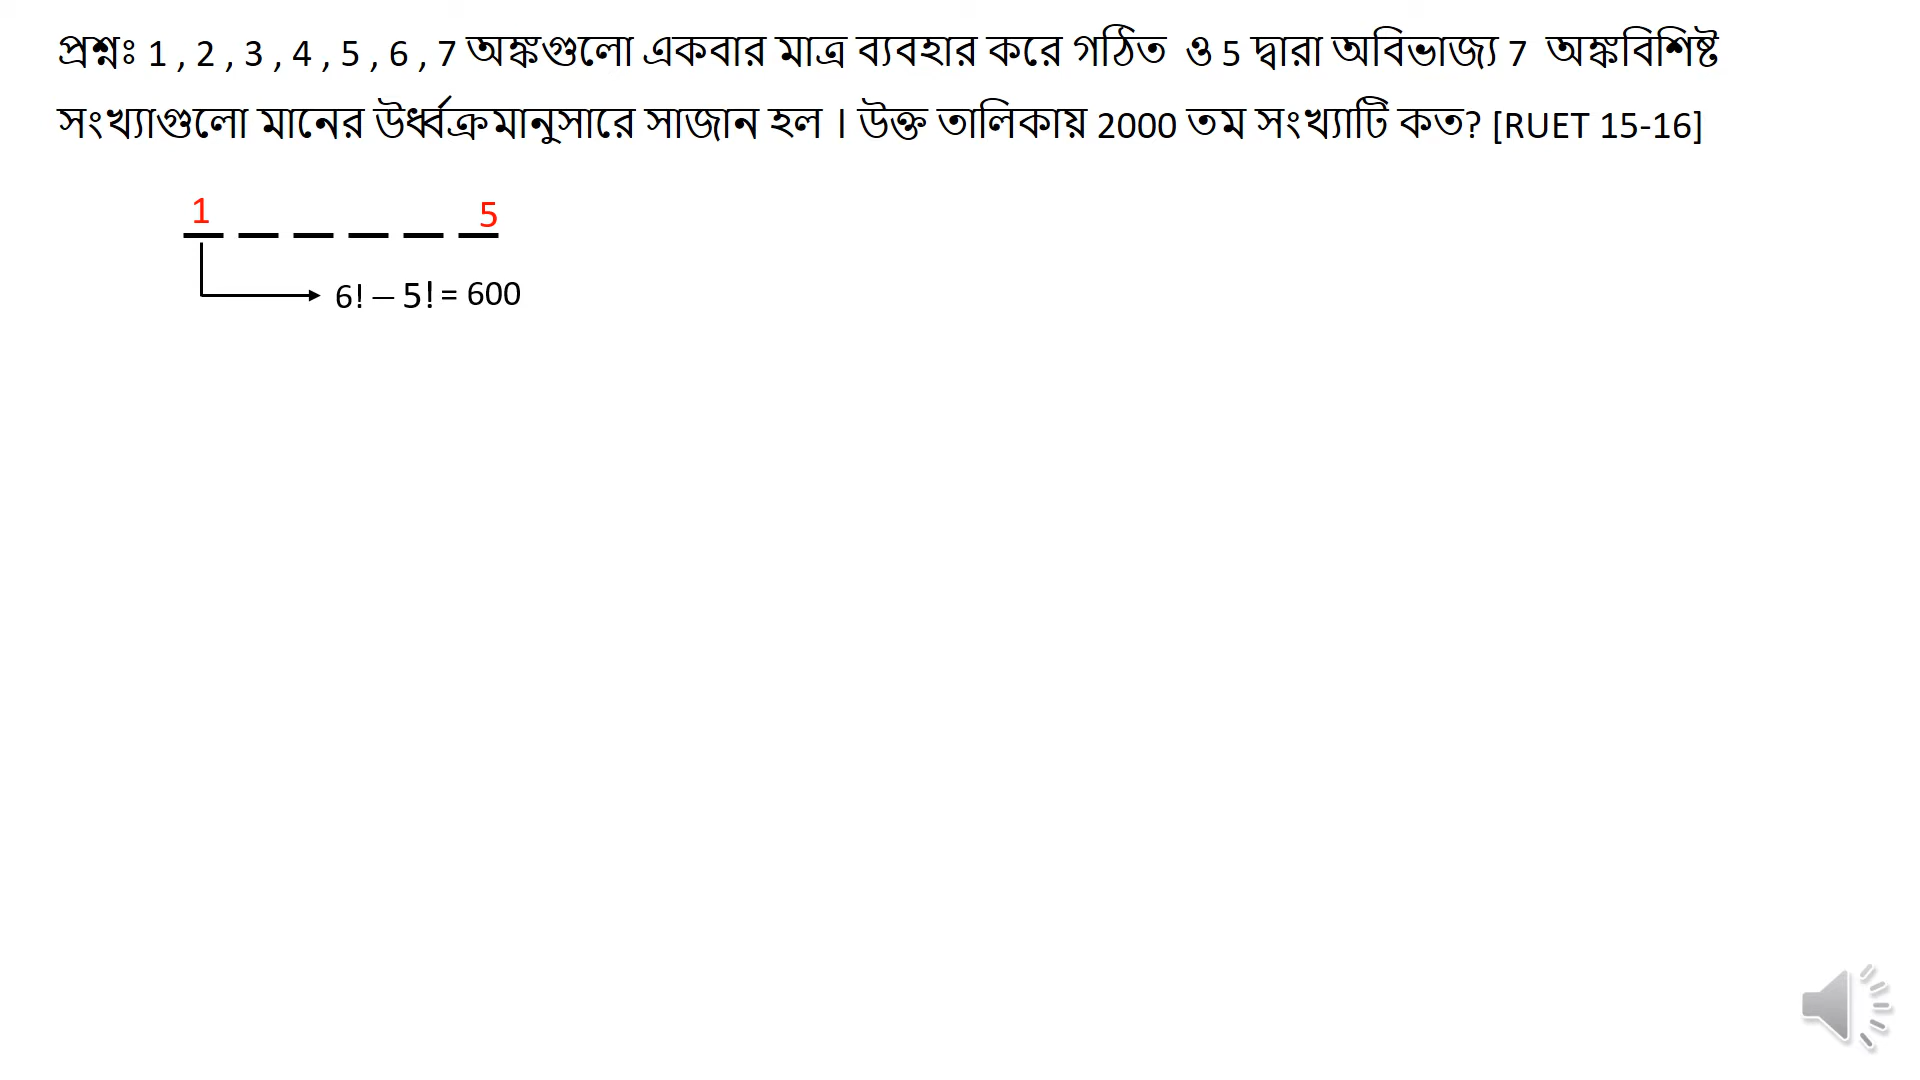 প্রশ্নঃ 1 , 2 , 3 , 4 , 5 , 6 , 7 অঙ্কগুলো একবার মাত্র ব্যবহার করে গঠিত ও 5 দ্বারা অবিভাজ্য 7 অঙ্কবিশিষ্ট
সংখ্যাগুলো মানের উর্ধ্বক্রমানুসারে সাজান হল । উক্ত তালিকায় 2000 তম সংখ্যাটি কত? [RUET 15-16]
1 5
6! – 5! = 600